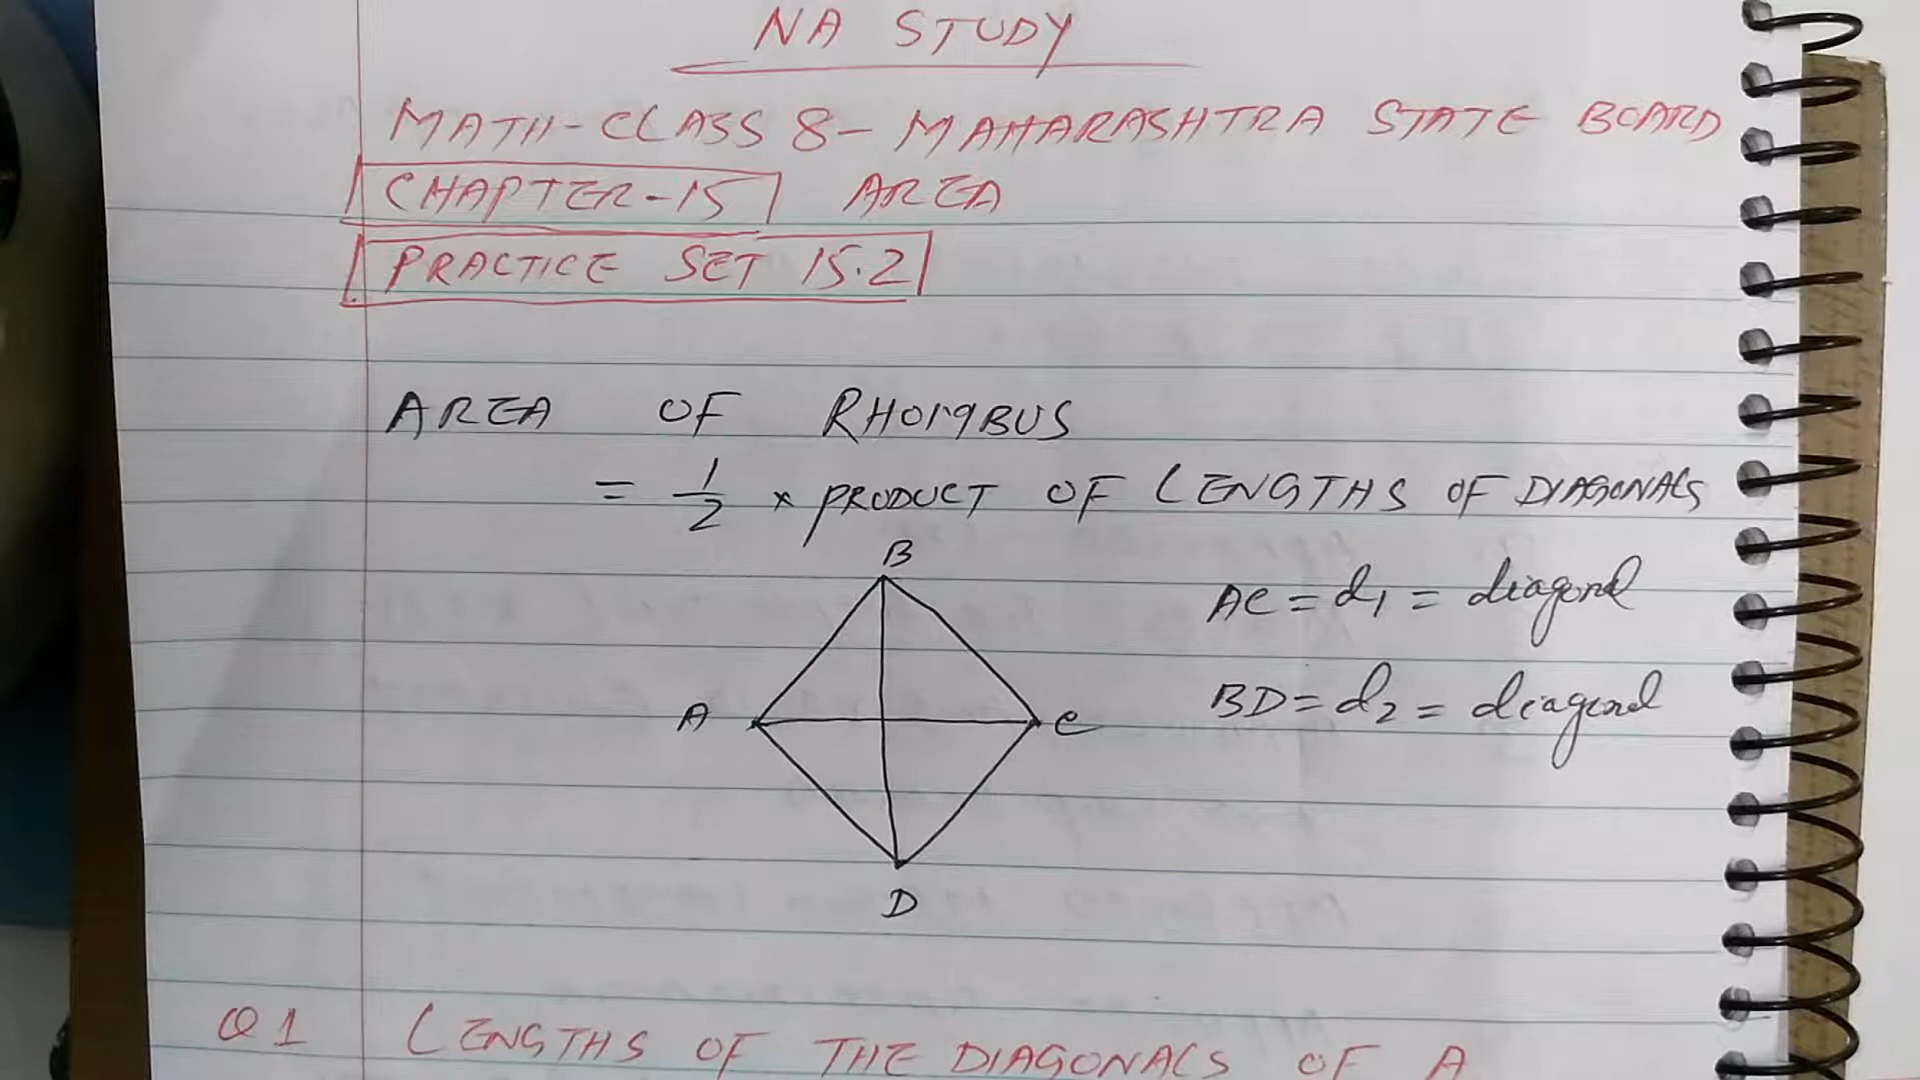 NA STUDY
MATH-CLASS 8- MAHARASHTRA STATE BOARD
CHAPTER-15 AREA
PRACTICE SET 15.2
AREA OF RHOMBUS
= 1/2 × PRODUCT OF LENGTHS OF DIAGONALS
B
AC = d1 = diagonal
A C
BD = d2 = diagonal
D
Q1 LENGTHS OF THE DIAGONALS OF A